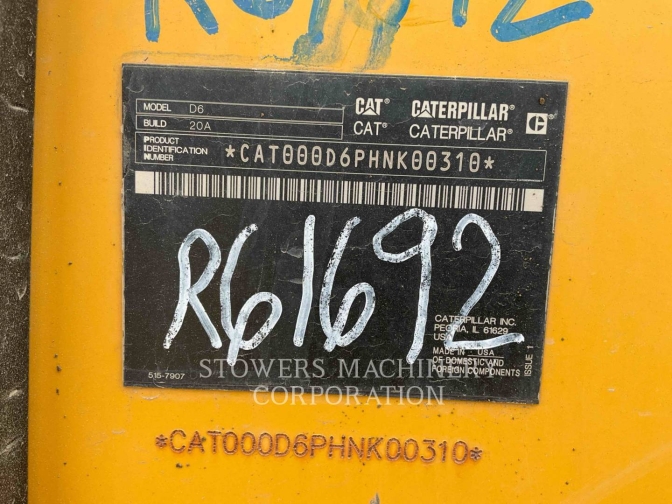 MODEL D6
BUILD 20A
CAT CATERPILLAR®
CAT® CATERPILLAR®
C
PRODUCT
IDENTIFICATION
NUMBER
*CAT000D6PHNK00310*
R61692
CATERPILLAR INC.
PEORIA, IL 61629
USA
MADE IN USA
OF DOMESTIC AND
FOREIGN COMPONENTS
ISSUE 1
515-7907
STOWERS MACHINERY
CORPORATION
*CAT000D6PHNK00310*